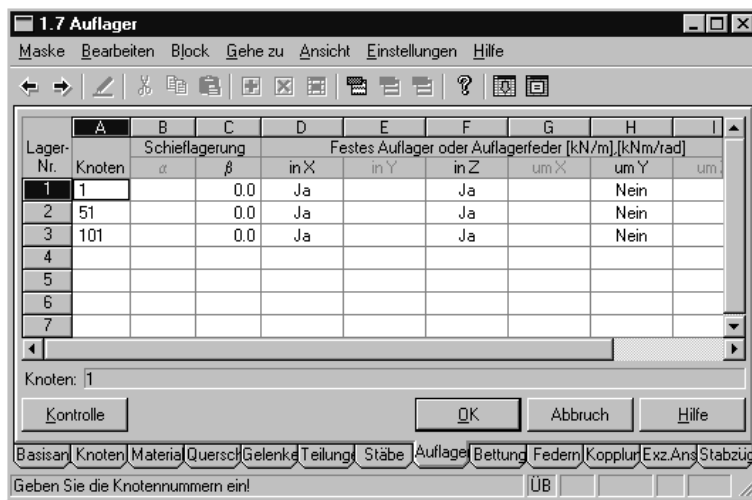 1.7 Auflager
Maske Bearbeiten Block Gehe zu Ansicht Einstellungen Hilfe
A B C D E F G H I
Lager-Nr. Knoten Schieflagerung Festes Auflager oder Auflagerfeder [kN/m],[kNm/rad]
α β in X in Y in Z um X um Y um
1 1 0.0 Ja Ja Nein
2 51 0.0 Ja Ja Nein
3 101 0.0 Ja Ja Nein
4
5
6
7
Knoten: 1
Kontrolle OK Abbruch Hilfe
Basisan Knoten Material Quersch Gelenke Teilung Stäbe Auflage Bettung Federn Kopplun Exz.Ans Stabzüg
Geben Sie die Knotennummern ein! ÜB